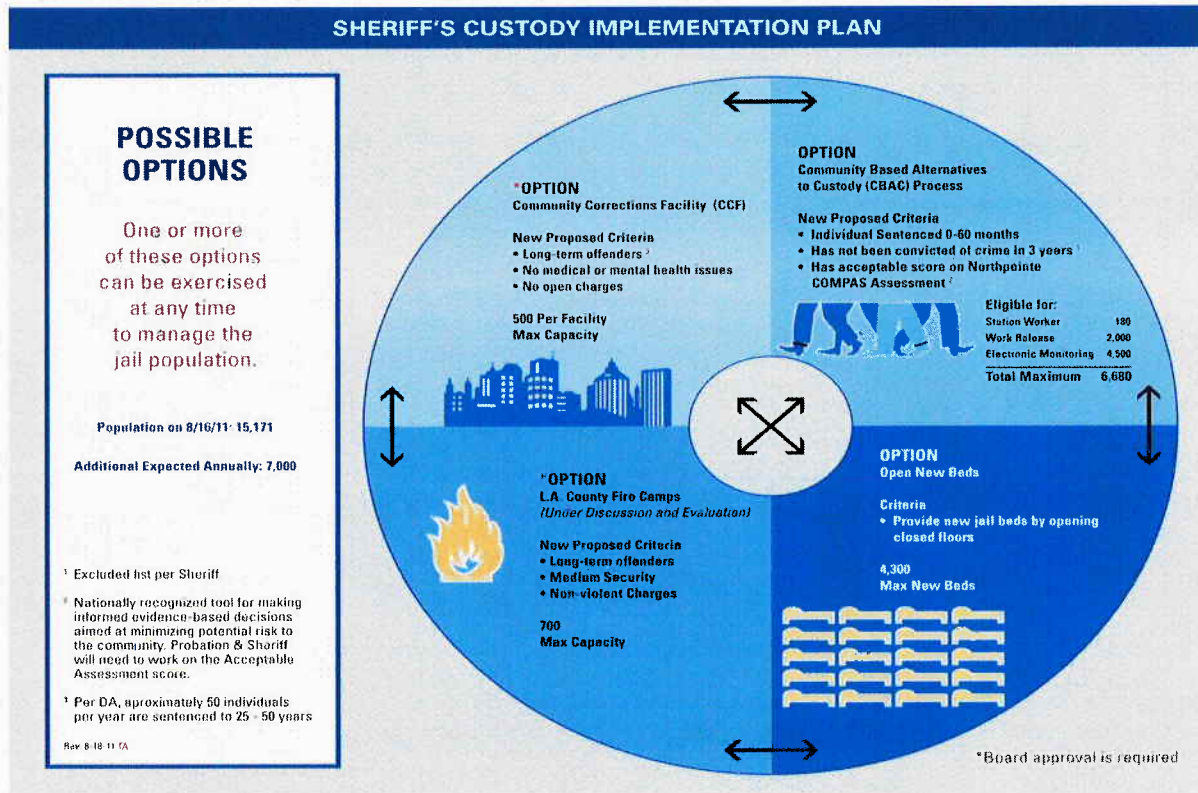 SHERIFF'S CUSTODY IMPLEMENTATION PLAN
POSSIBLE
OPTIONS
One or more
of these options
can be exercised
at any time
to manage the
jail population.
Population on 8/16/11: 15,171
Additional Expected Annually: 7,000
¹ Excluded list per Sheriff
² Nationally recognized tool for making
informed evidence-based decisions
aimed at minimizing potential risk to
the community. Probation & Sheriff
will need to work on the Acceptable
Assessment score.
³ Per DA, aproximately 50 individuals
per year are sentenced to 25 - 50 years
Rev. 8-18-11 TA
*OPTION
Community Corrections Facility (CCF)
New Proposed Criteria
• Long-term offenders ³
• No medical or mental health issues
• No open charges
500 Per Facility
Max Capacity
OPTION
Community Based Alternatives
to Custody (CBAC) Process
New Proposed Criteria
• Individual Sentenced 0-60 months
• Has not been convicted of crime in 3 years ¹
• Has acceptable score on Northpointe
COMPAS Assessment ²
Eligible for:
Station Worker 180
Work Release 2,000
Electronic Monitoring 4,500
Total Maximum 6,680
*OPTION
L.A. County Fire Camps
(Under Discussion and Evaluation)
New Proposed Criteria
• Long-term offenders
• Medium Security
• Non-violent Charges
700
Max Capacity
OPTION
Open New Beds
Criteria
• Provide new jail beds by opening
closed floors
4,300
Max New Beds
*Board approval is required